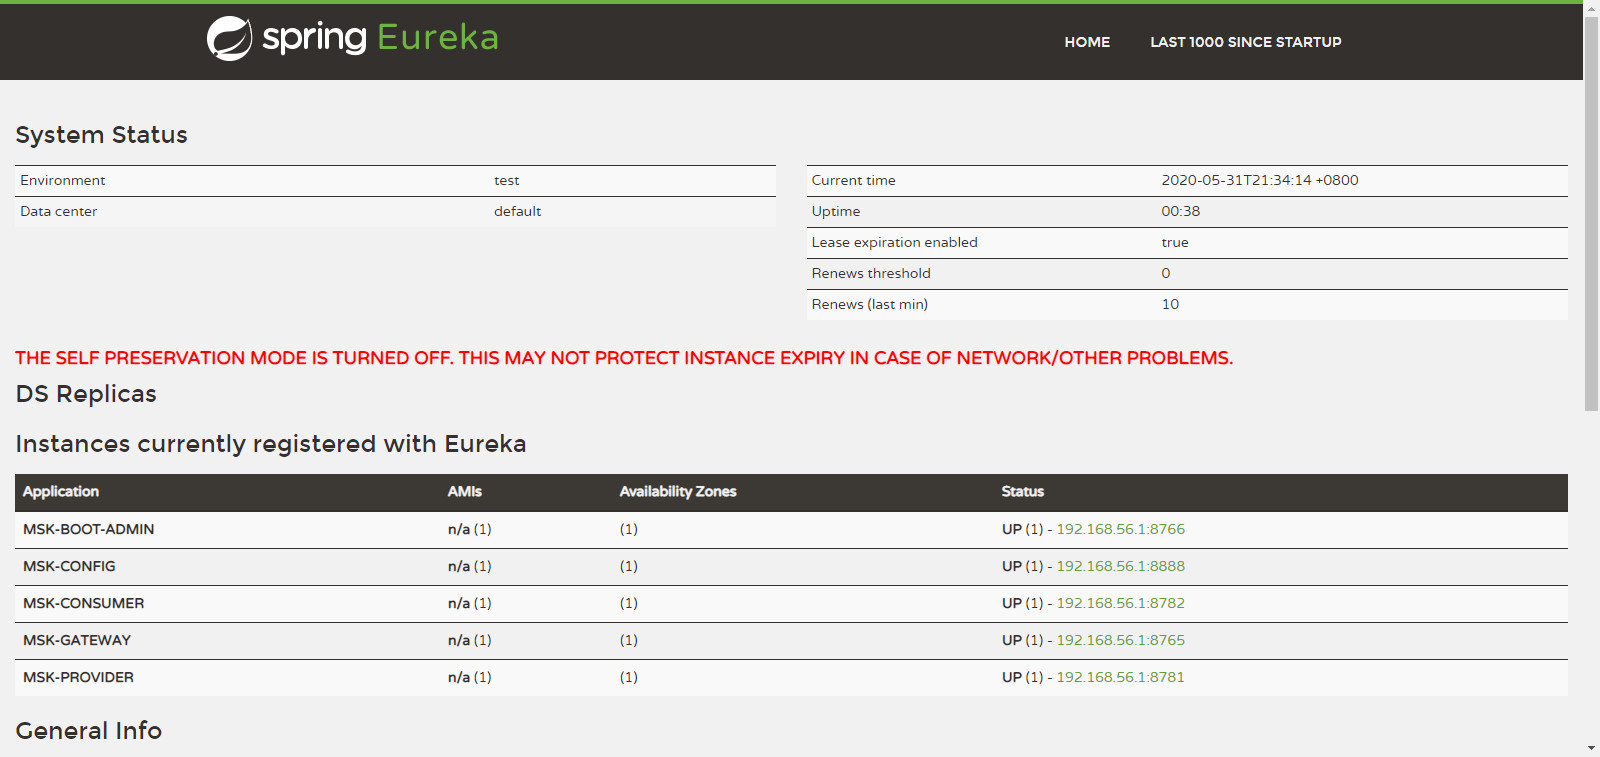 spring Eureka
HOME LAST 1000 SINCE STARTUP
System Status
Environment test
Data center default
Current time 2020-05-31T21:34:14 +0800
Uptime 00:38
Lease expiration enabled true
Renews threshold 0
Renews (last min) 10
THE SELF PRESERVATION MODE IS TURNED OFF. THIS MAY NOT PROTECT INSTANCE EXPIRY IN CASE OF NETWORK/OTHER PROBLEMS.
DS Replicas
Instances currently registered with Eureka
Application AMIs Availability Zones Status
MSK-BOOT-ADMIN n/a (1) (1) UP (1) - 192.168.56.1:8766
MSK-CONFIG n/a (1) (1) UP (1) - 192.168.56.1:8888
MSK-CONSUMER n/a (1) (1) UP (1) - 192.168.56.1:8782
MSK-GATEWAY n/a (1) (1) UP (1) - 192.168.56.1:8765
MSK-PROVIDER n/a (1) (1) UP (1) - 192.168.56.1:8781
General Info